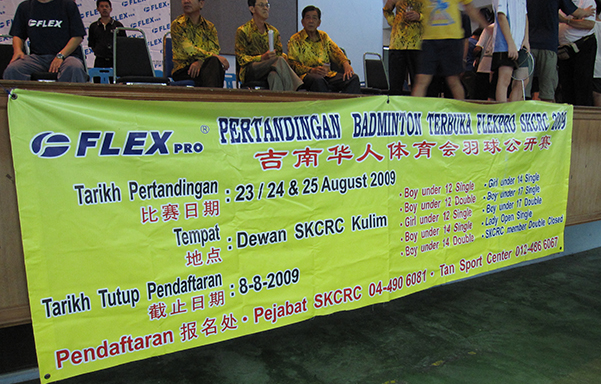 FLEX
FLEX
FLEX PRO ®
PERTANDINGAN BADMINTON TERBUKA FLEXPRO SKCRC 2009
吉南华人体育会羽球公开赛
Tarikh Pertandingan : 23 / 24 & 25 August 2009
比赛日期
Tempat : Dewan SKCRC Kulim
地点
Tarikh Tutup Pendaftaran : 8-8-2009
截止日期
• Boy under 12 Single
• Boy under 12 Double
• Girl under 12 Single
• Boy under 14 Single
• Boy under 14 Double
• Girl under 14 Single
• Boy under 17 Single
• Boy under 17 Double
• Lady Open Single
• SKCRC member Double Closed
Pendaftaran 报名处 • Pejabat SKCRC 04-490 6081 • Tan Sport Center 012-486 6067